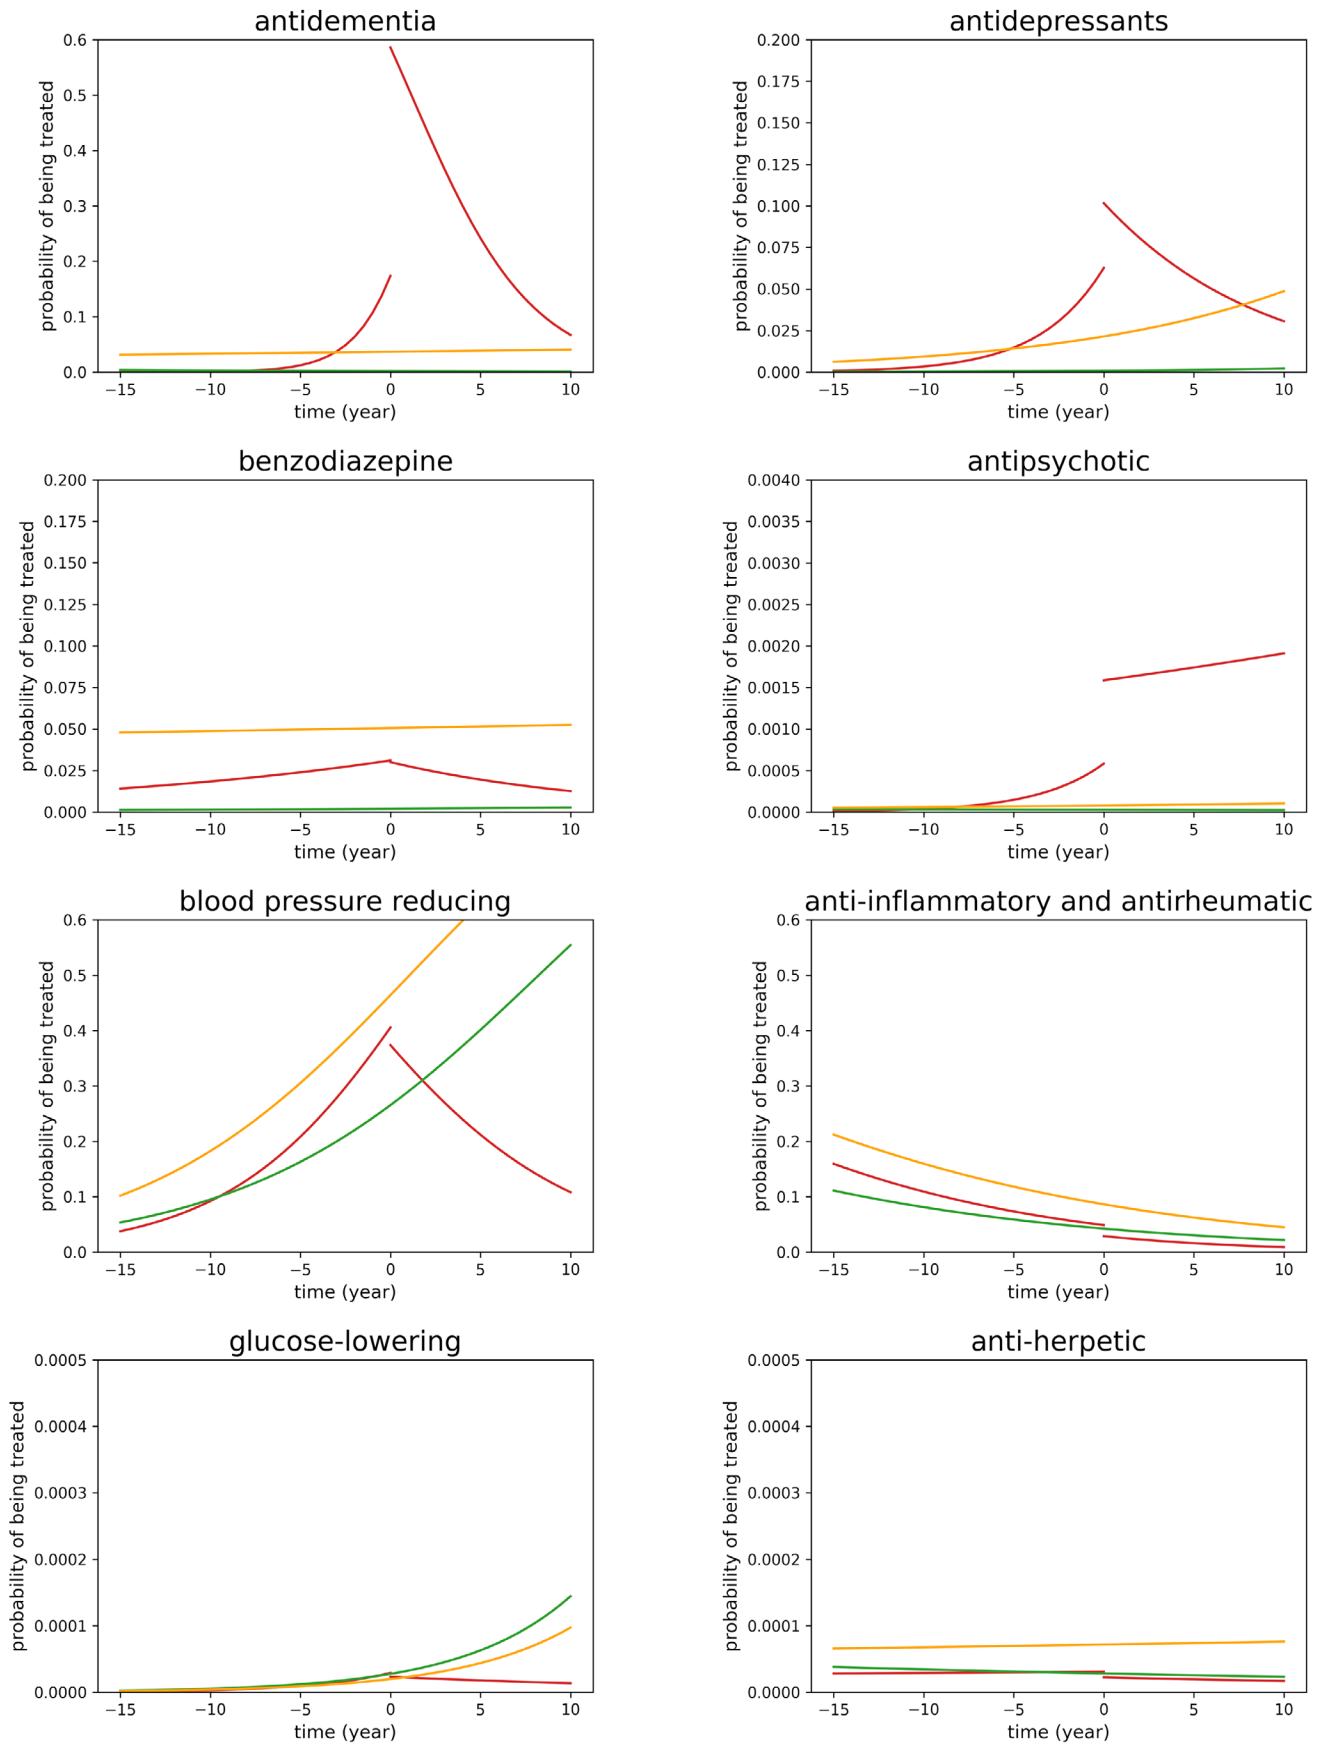 antidementia
probability of being treated
0.6
0.5
0.4
0.3
0.2
0.1
0.0
−15 −10 −5 0 5 10
time (year)
antidepressants
probability of being treated
0.200
0.175
0.150
0.125
0.100
0.075
0.050
0.025
0.000
−15 −10 −5 0 5 10
time (year)
benzodiazepine
probability of being treated
0.200
0.175
0.150
0.125
0.100
0.075
0.050
0.025
0.000
−15 −10 −5 0 5 10
time (year)
antipsychotic
probability of being treated
0.0040
0.0035
0.0030
0.0025
0.0020
0.0015
0.0010
0.0005
0.0000
−15 −10 −5 0 5 10
time (year)
blood pressure reducing
probability of being treated
0.6
0.5
0.4
0.3
0.2
0.1
0.0
−15 −10 −5 0 5 10
time (year)
anti-inflammatory and antirheumatic
probability of being treated
0.6
0.5
0.4
0.3
0.2
0.1
0.0
−15 −10 −5 0 5 10
time (year)
glucose-lowering
probability of being treated
0.0005
0.0004
0.0003
0.0002
0.0001
0.0000
−15 −10 −5 0 5 10
time (year)
anti-herpetic
probability of being treated
0.0005
0.0004
0.0003
0.0002
0.0001
0.0000
−15 −10 −5 0 5 10
time (year)